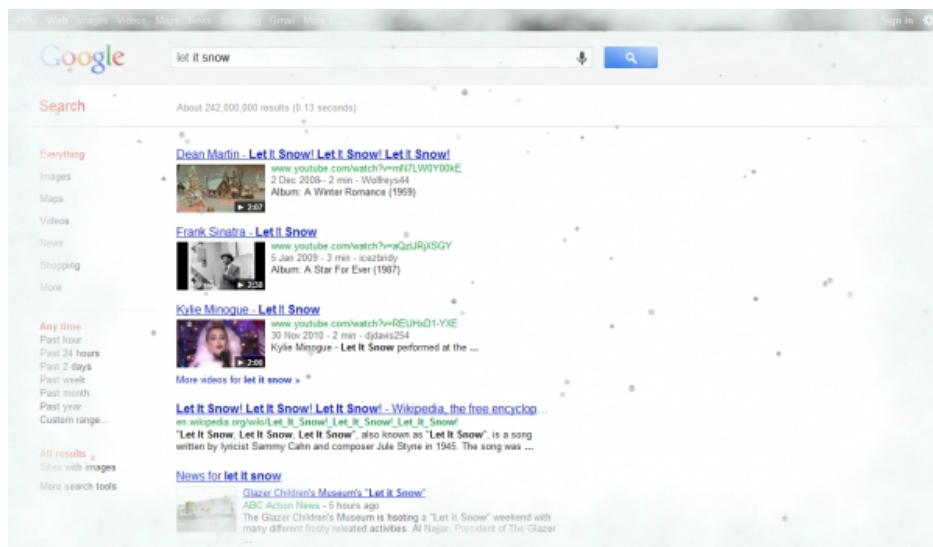 Web Images Videos Maps News Shopping Gmail More Sign in
Google
let it snow
Search
About 242,000,000 results (0.13 seconds)
Everything
Images
Maps
Videos
News
Shopping
More
Any time
Past hour
Past 24 hours
Past 2 days
Past week
Past month
Past year
Custom range...
All results
Sites with images
More search tools
Dean Martin - Let It Snow! Let It Snow! Let It Snow!
www.youtube.com/watch?v=mN7LW0Y00kE
2 Dec 2008 - 2 min - Wolfreys44
Album: A Winter Romance (1959)
2:07
Frank Sinatra - Let It Snow
www.youtube.com/watch?v=aQzURjXSGY
5 Jan 2009 - 3 min - icezbridy
Album: A Star For Ever (1987)
2:38
Kylie Minogue - Let It Snow
www.youtube.com/watch?v=REUHxD1-YXE
30 Nov 2010 - 2 min - djdavis254
Kylie Minogue - Let It Snow performed at the ...
2:00
More videos for let it snow »
Let It Snow! Let It Snow! Let It Snow! - Wikipedia, the free encyclop...
en.wikipedia.org/wiki/Let_It_Snow!_Let_It_Snow!_Let_It_Snow!
"Let It Snow, Let It Snow, Let It Snow", also known as "Let It Snow", is a song
written by lyricist Sammy Cahn and composer Jule Styne in 1945. The song was ...
News for let it snow
Glazer Children's Museum's "Let it Snow"
ABC Action News - 5 hours ago
The Glazer Children's Museum is hosting a "Let It Snow" weekend with
many different frosty releated activities. Al Najjar, President of The Glazer
...